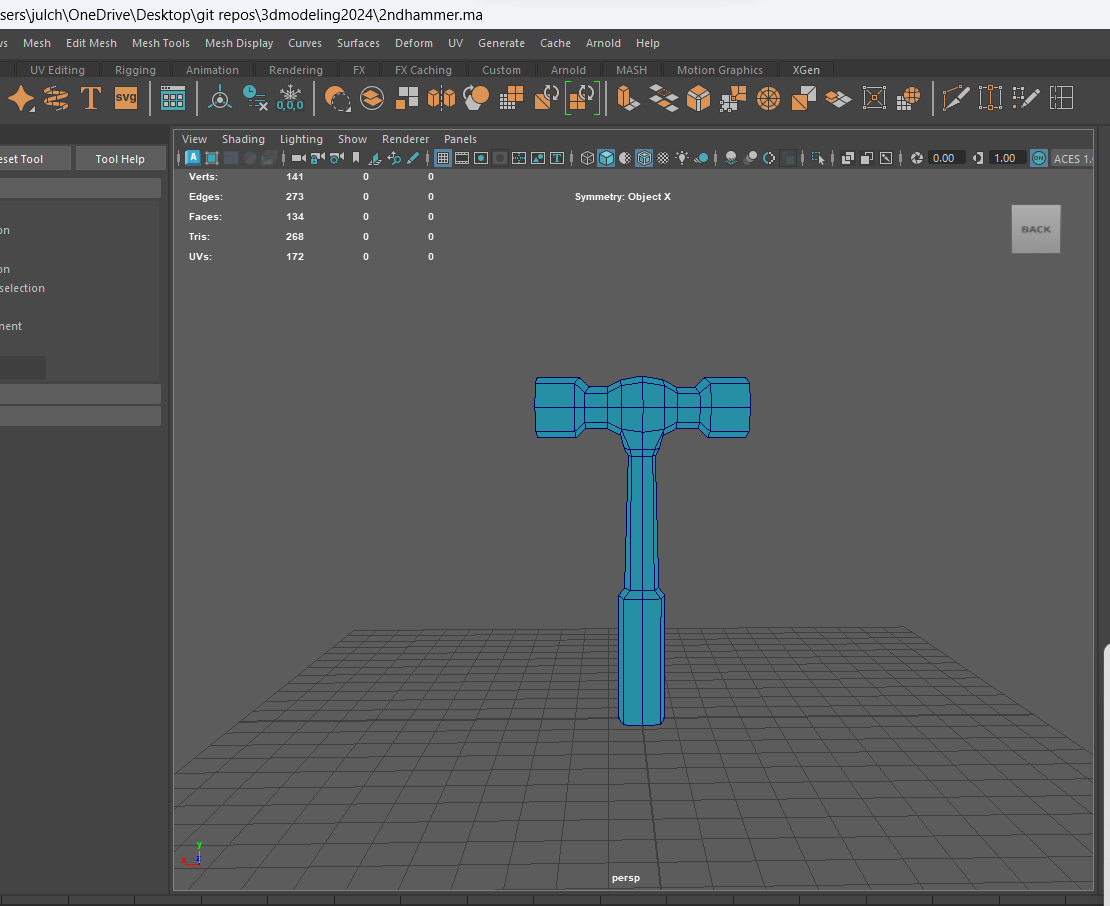 sers\julch\OneDrive\Desktop\git repos\3dmodeling2024\2ndhammer.ma
vs Mesh Edit Mesh Mesh Tools Mesh Display Curves Surfaces Deform UV Generate Cache Arnold Help
UV Editing Rigging Animation Rendering FX FX Caching Custom Arnold MASH Motion Graphics XGen
T SVG 0,0,0
eset Tool Tool Help
View Shading Lighting Show Renderer Panels
A T 0.00 1.00 ON ACES 1.
Verts: 141 0 0
Edges: 273 0 0
Faces: 134 0 0
Tris: 268 0 0
UVs: 172 0 0
Symmetry: Object X
BACK
on
on
selection
nent
y
x z
persp